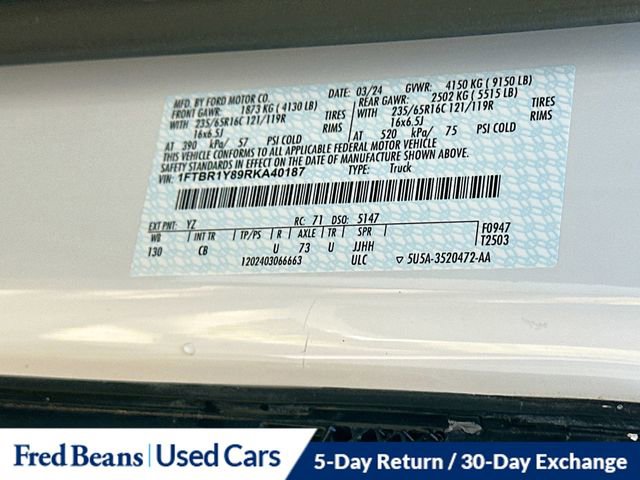 MFD. BY FORD MOTOR CO.
DATE: 03/24 GVWR: 4150 KG ( 9150 LB)
FRONT GAWR: 1873 KG ( 4130 LB) REAR GAWR: 2502 KG ( 5515 LB)
WITH 235/65R16C 121/119R TIRES WITH 235/65R16C 121/119R TIRES
16x6.5J RIMS 16x6.5J RIMS
AT 390 kPa/ 57 PSI COLD AT 520 kPa/ 75 PSI COLD
THIS VEHICLE CONFORMS TO ALL APPLICABLE FEDERAL MOTOR VEHICLE
SAFETY STANDARDS IN EFFECT ON THE DATE OF MANUFACTURE SHOWN ABOVE.
VIN: 1FTBR1Y89RKA40187 TYPE: Truck
EXT PNT: YZ RC: 71 DSO: 5147 F0947
WB INT TR TP/PS R AXLE TR SPR T2503
130 CB U 73 U JJHH
1202403066663 ULC ▽ 5U5A-3520472-AA
Fred Beans | Used Cars 5-Day Return / 30-Day Exchange